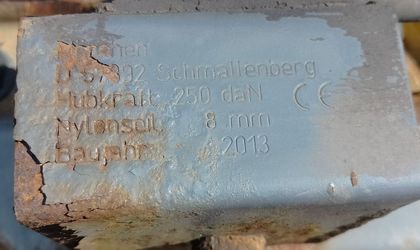 D-57392 Schmallenberg
Hubkraft: 250 daN CE
Nylonseil: 8 mm
Baujahr: 2013